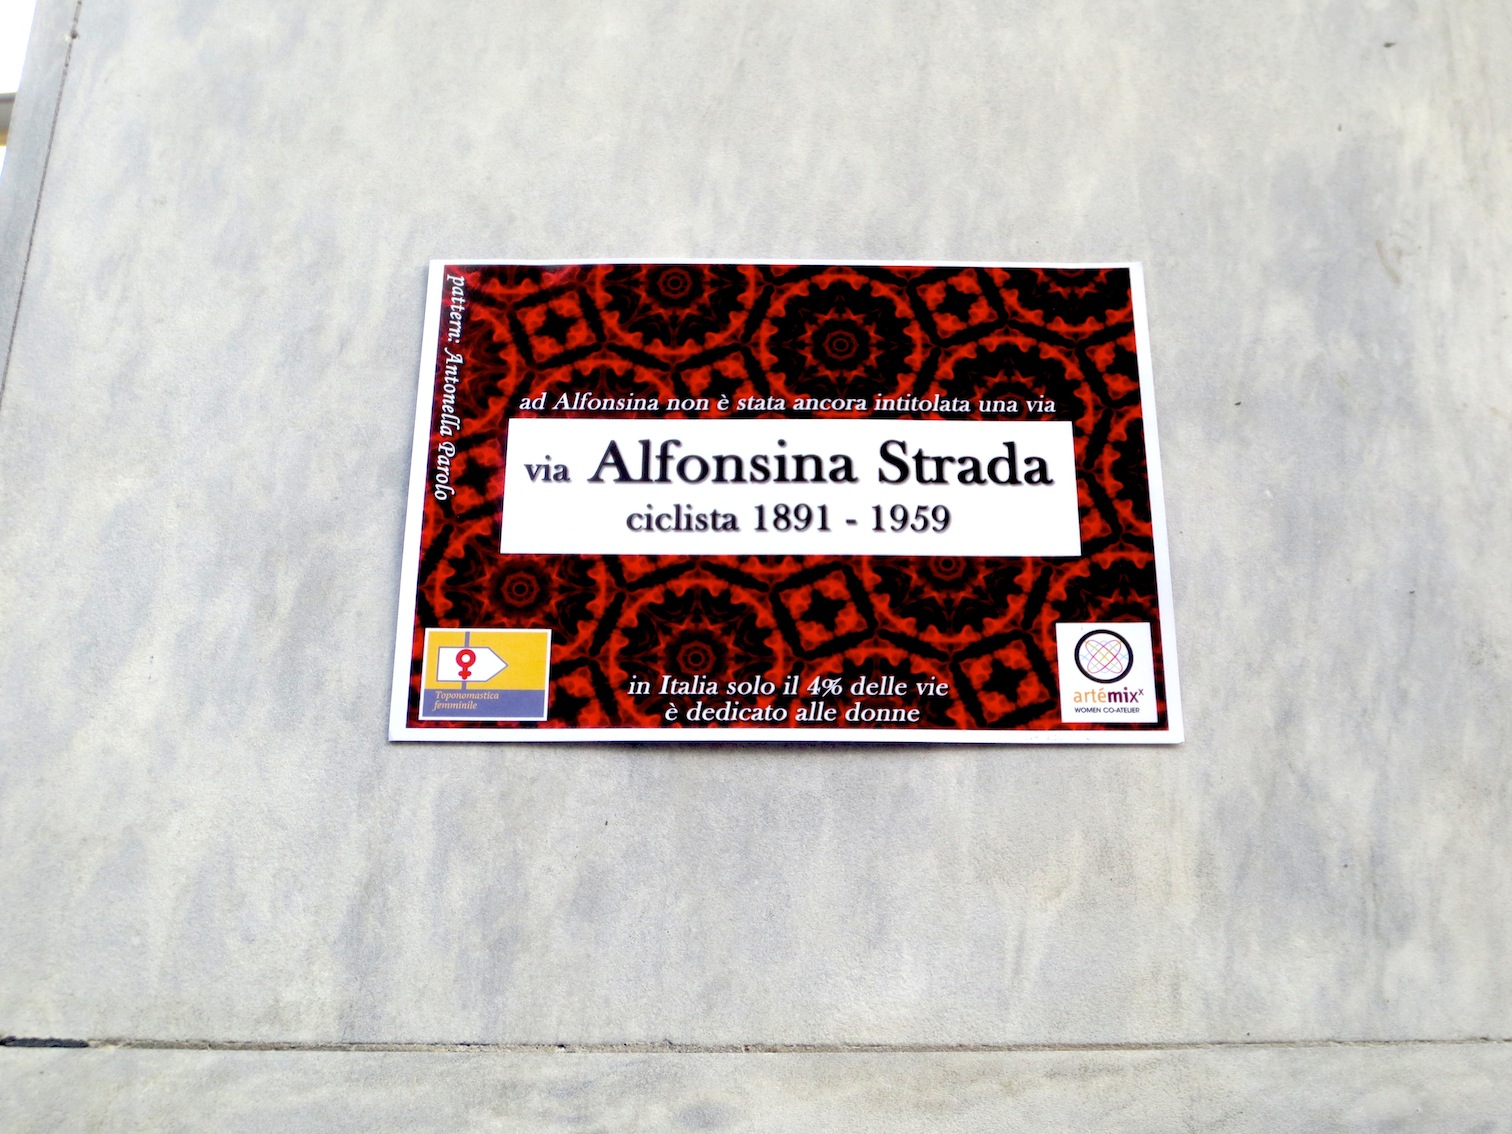 pattern: Antonella Parolo
ad Alfonsina non è stata ancora intitolata una via
via Alfonsina Strada
ciclista 1891 - 1959
in Italia solo il 4% delle vie
è dedicato alle donne
Toponomastica
femminile
artémixx
WOMEN CO-ATELIER